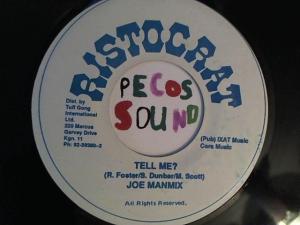 RISTOCRAT
PECOS
SOUND
Dist. by
Tuff Gong
International
Ltd.
220 Marcus
Garvey Drive
Kgn. 11
(Pub) IXAT Music
Cora Music
TELL ME?
(R. Foster/S. Dunbar/M. Scott)
JOE MANMIX
All Rights Reserved.